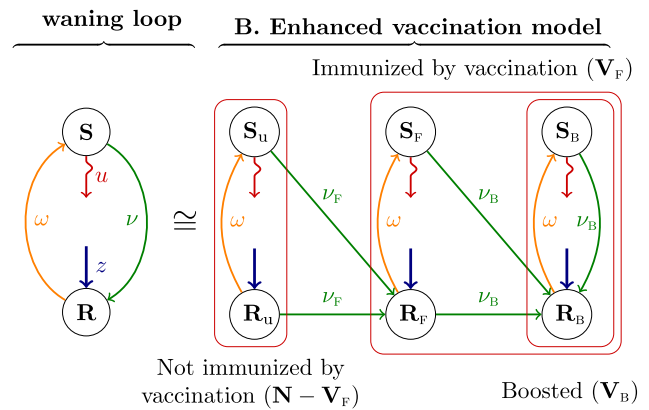 waning loop
B. Enhanced vaccination model
Immunized by vaccination (V_F)
S
S_u
S_F
S_B
u
ω
ν
≅
ω
ν_F
ω
ν_B
ω
ν_B
z
R
R_u
ν_F
R_F
ν_B
R_B
Not immunized by
vaccination (N − V_F)
Boosted (V_B)